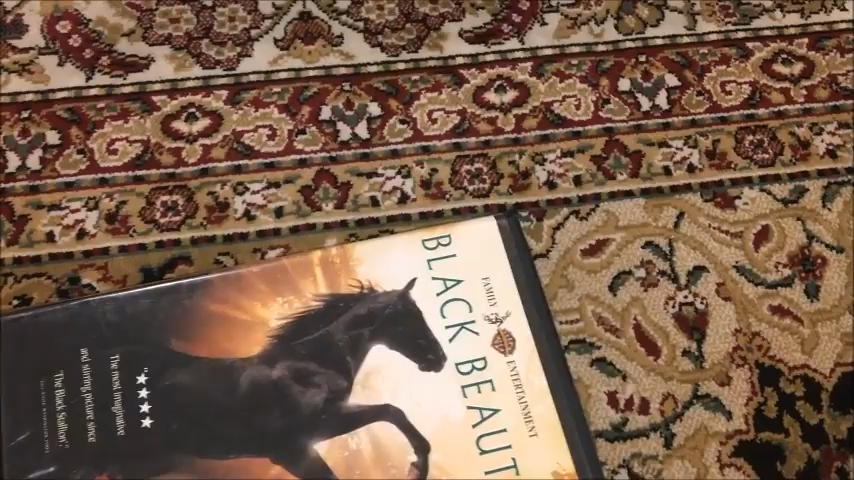 FAMILY ENTERTAINMENT
BLACK BEAUT
"★★★★"
The most imaginative
and stirring picture since
'The Black Stallion'!"